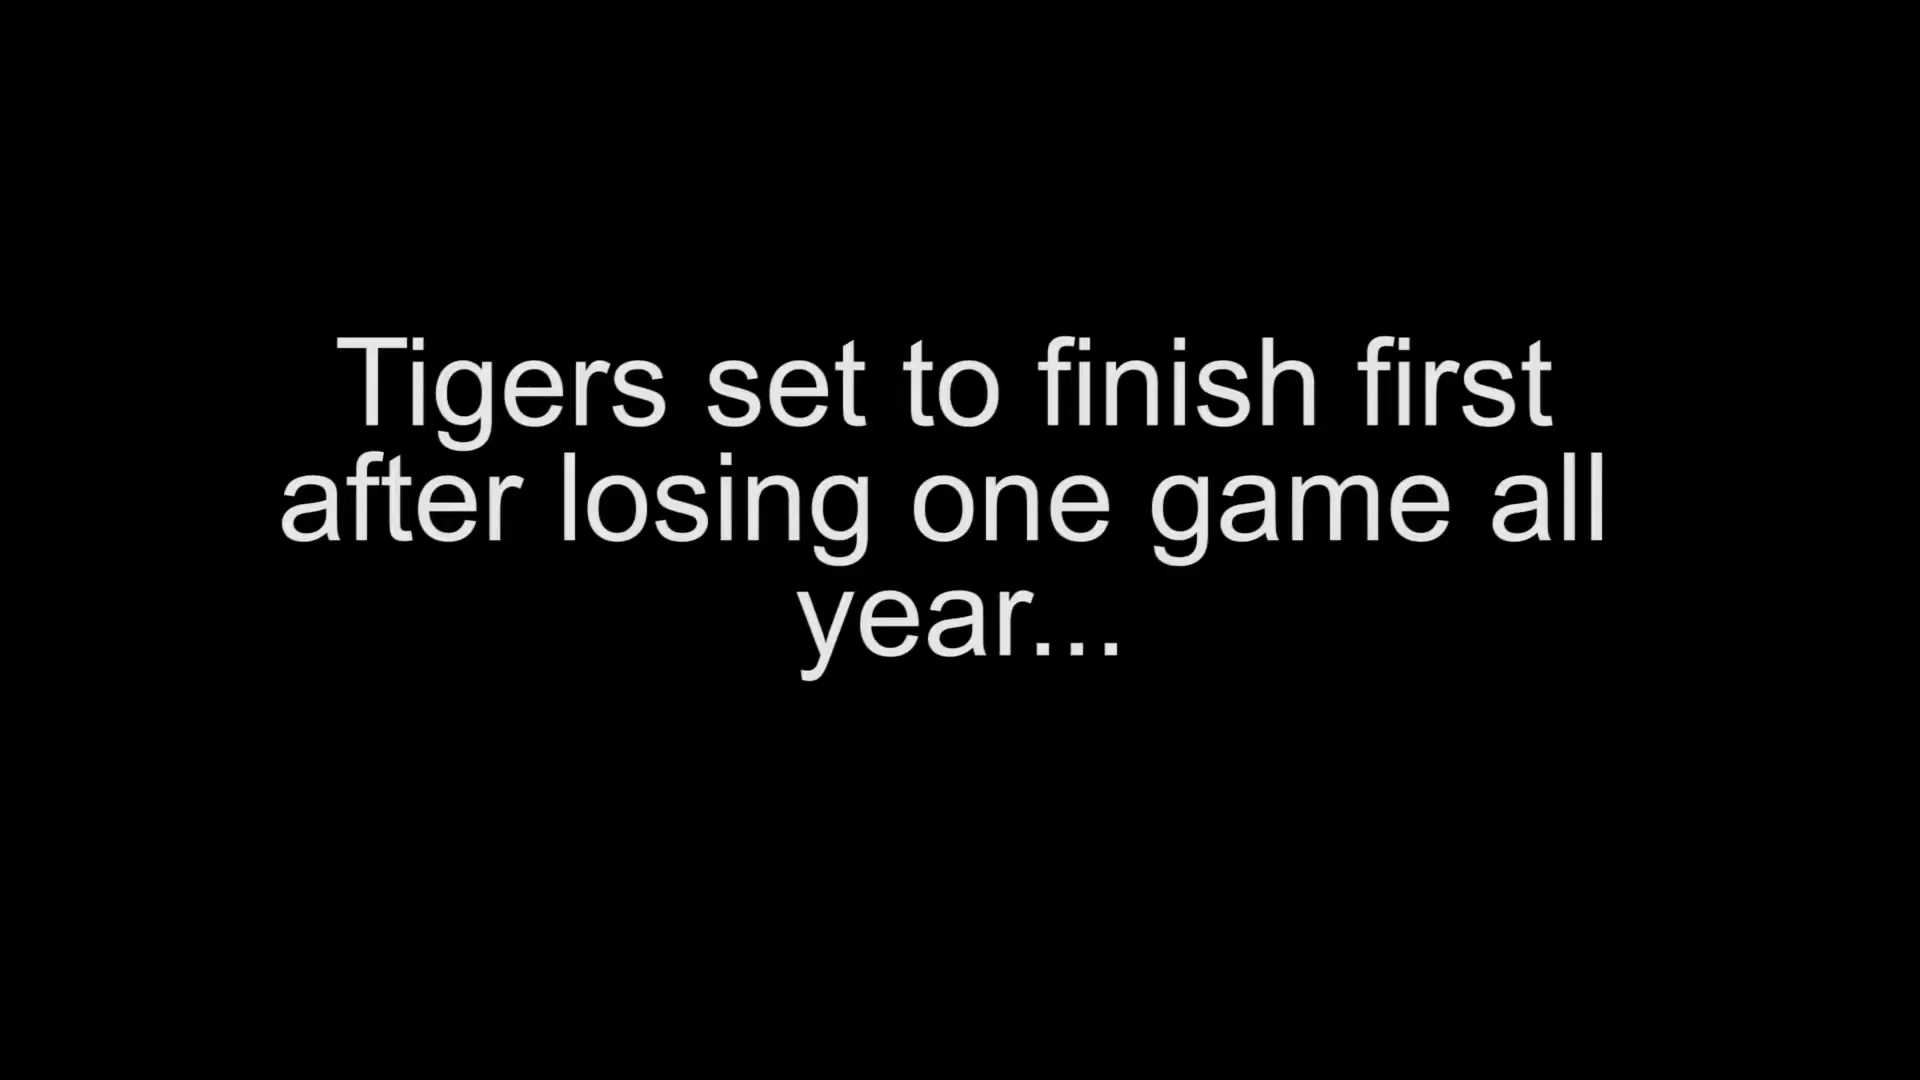 Tigers set to finish first
after losing one game all
year...